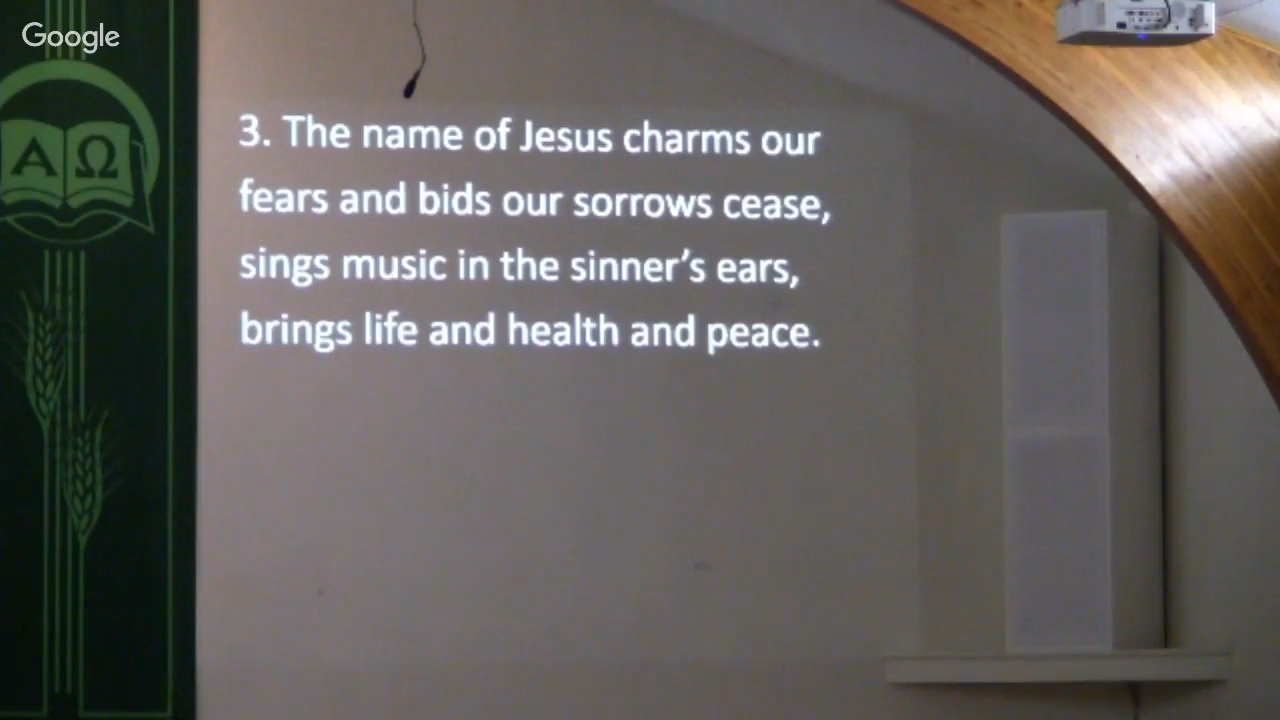 Google
Α Ω
3. The name of Jesus charms our
fears and bids our sorrows cease,
sings music in the sinner’s ears,
brings life and health and peace.